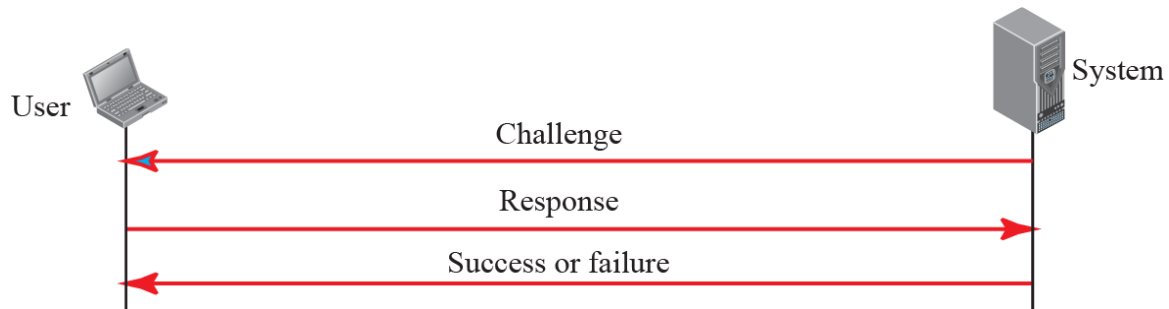 User
System
Challenge
Response
Success or failure